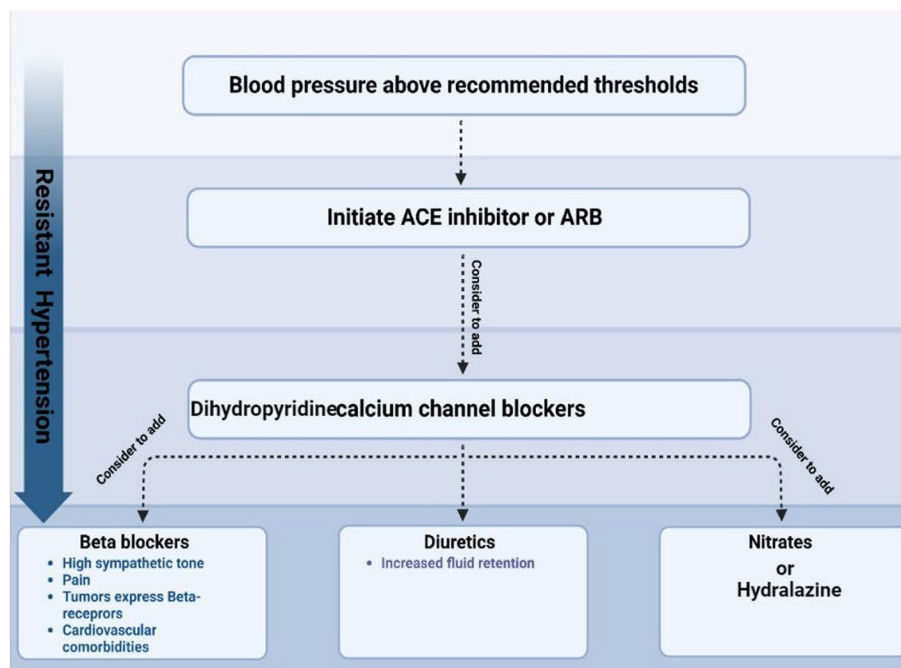 Blood pressure above recommended thresholds
Resistant Hypertension
Initiate ACE inhibitor or ARB
Consider to add
Dihydropyridinecalcium channel blockers
Consider to add
Consider to add
Beta blockers
• High sympathetic tone
• Pain
• Tumors express Beta-
receprors
• Cardiovascular
comorbidities
Diuretics
• Increased fluid retention
Nitrates
or
Hydralazine